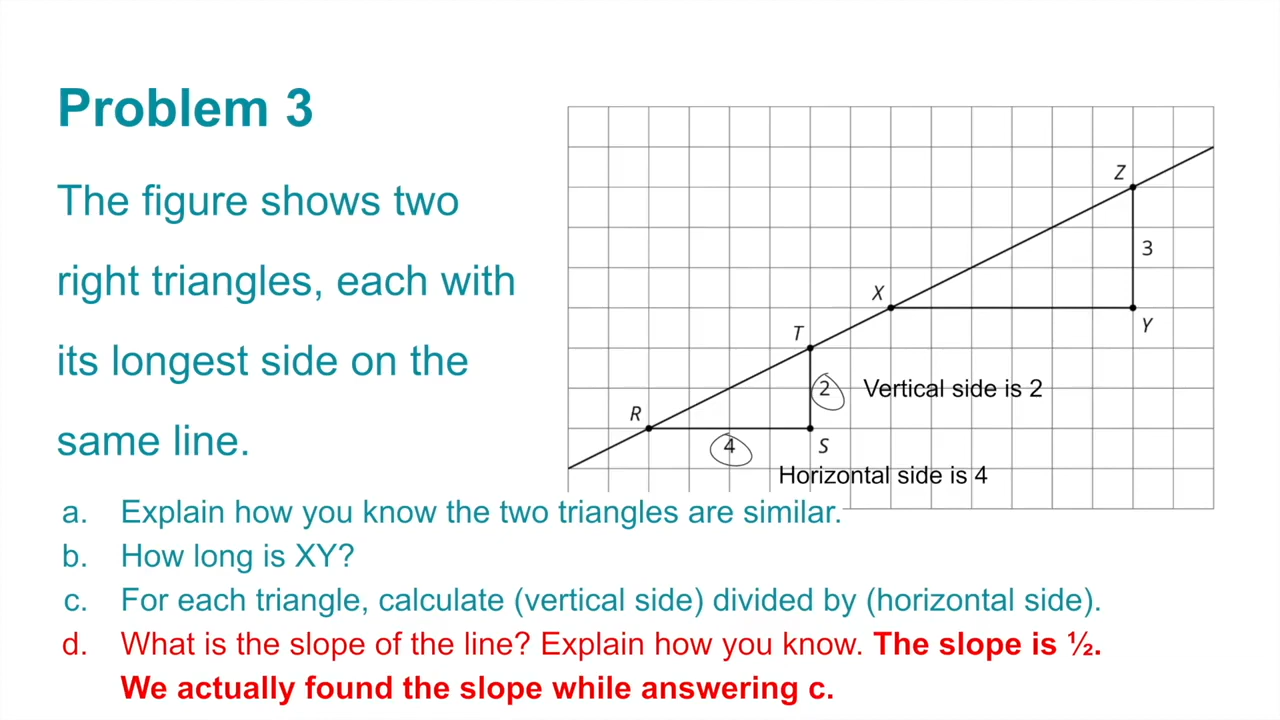 Problem 3
The figure shows two
right triangles, each with
its longest side on the
same line.
Z
3
X
Y
T
2
Vertical side is 2
R
4
S
Horizontal side is 4
a. Explain how you know the two triangles are similar.
b. How long is XY?
c. For each triangle, calculate (vertical side) divided by (horizontal side).
d. What is the slope of the line? Explain how you know. The slope is ½.
We actually found the slope while answering c.